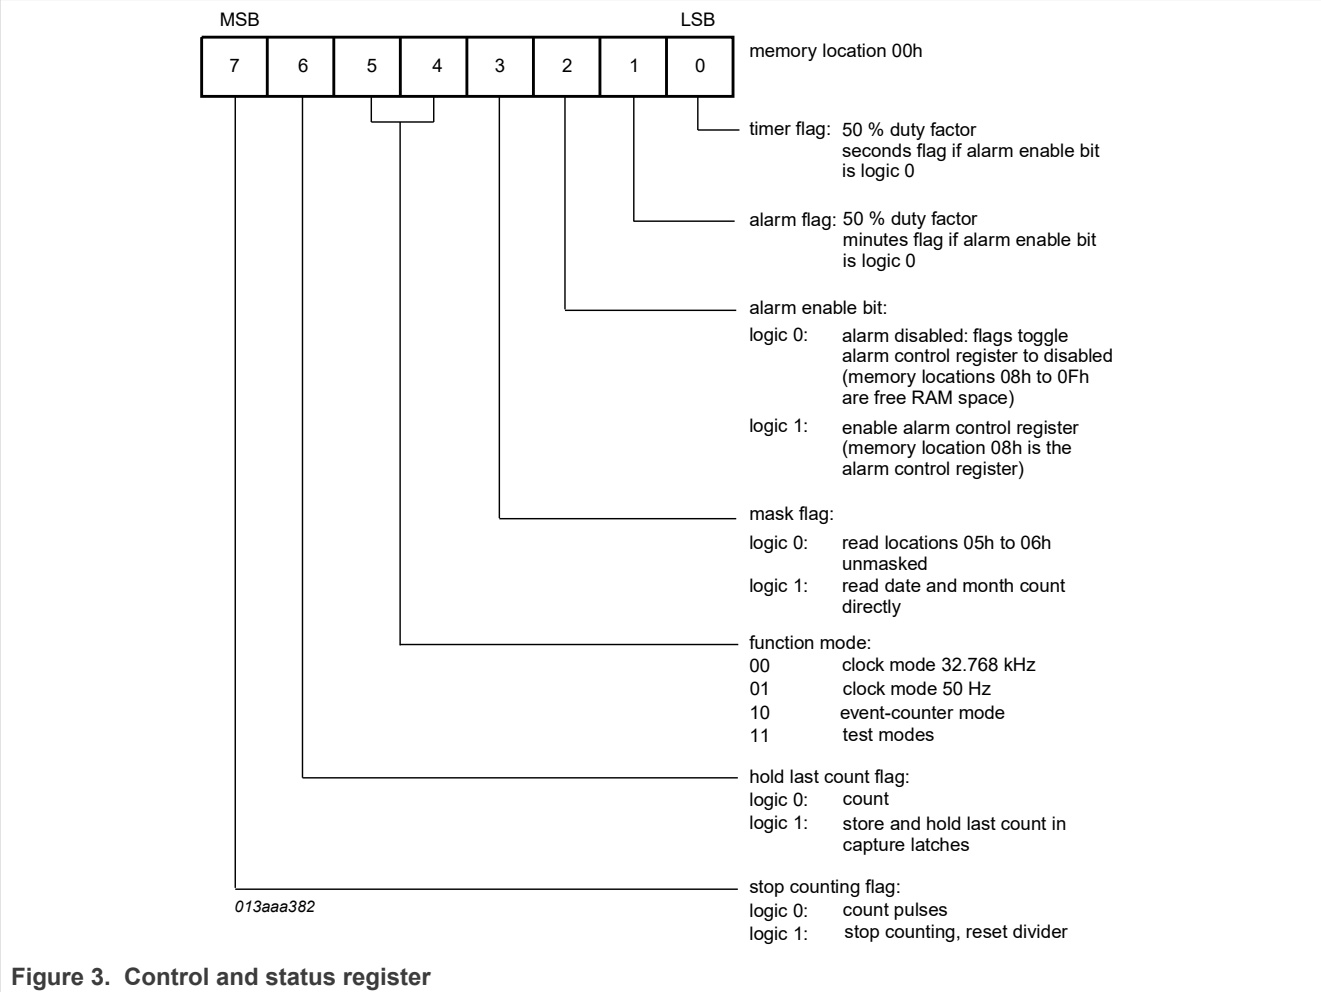 MSB LSB
7 6 5 4 3 2 1 0 memory location 00h
timer flag: 50 % duty factor
seconds flag if alarm enable bit
is logic 0
alarm flag: 50 % duty factor
minutes flag if alarm enable bit
is logic 0
alarm enable bit:
logic 0: alarm disabled: flags toggle
alarm control register to disabled
(memory locations 08h to 0Fh
are free RAM space)
logic 1: enable alarm control register
(memory location 08h is the
alarm control register)
mask flag:
logic 0: read locations 05h to 06h
unmasked
logic 1: read date and month count
directly
function mode:
00 clock mode 32.768 kHz
01 clock mode 50 Hz
10 event-counter mode
11 test modes
hold last count flag:
logic 0: count
logic 1: store and hold last count in
capture latches
stop counting flag:
013aaa382
logic 0: count pulses
logic 1: stop counting, reset divider
Figure 3. Control and status register